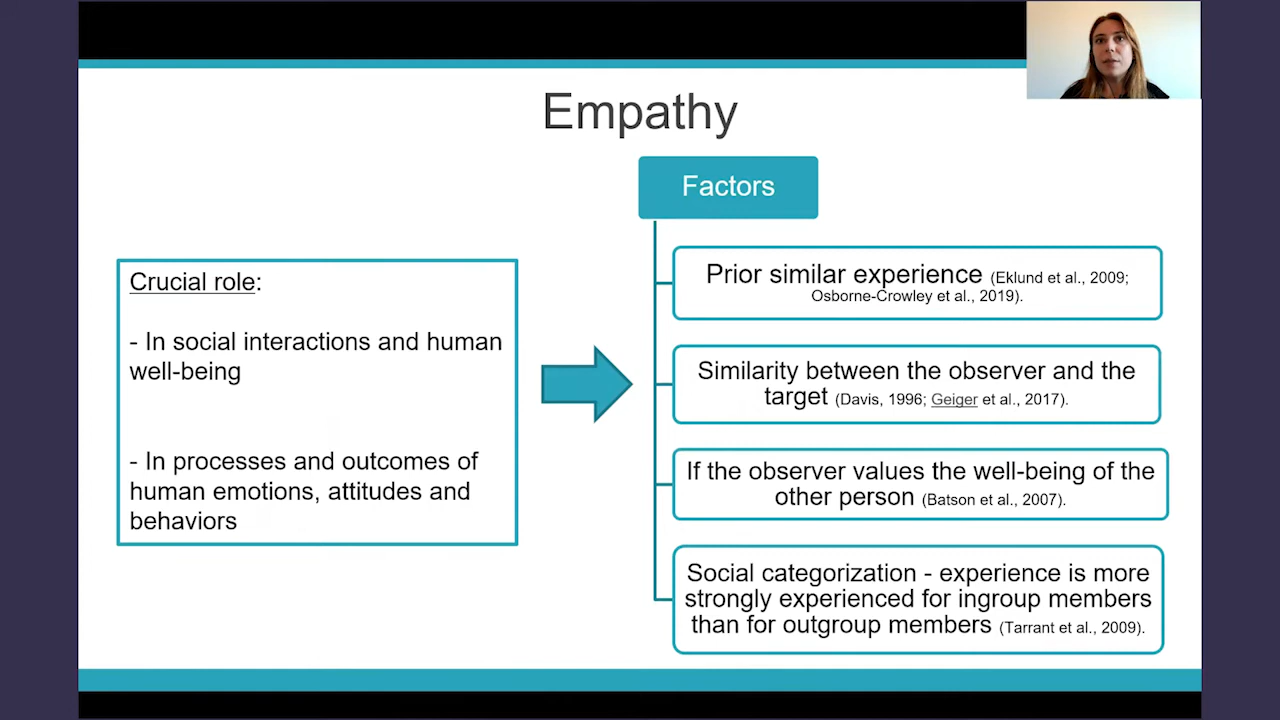 Empathy
Crucial role:
- In social interactions and human
well-being
- In processes and outcomes of
human emotions, attitudes and
behaviors
Factors
Prior similar experience (Eklund et al., 2009;
Osborne-Crowley et al., 2019).
Similarity between the observer and the
target (Davis, 1996; Geiger et al., 2017).
If the observer values the well-being of the
other person (Batson et al., 2007).
Social categorization - experience is more
strongly experienced for ingroup members
than for outgroup members (Tarrant et al., 2009).